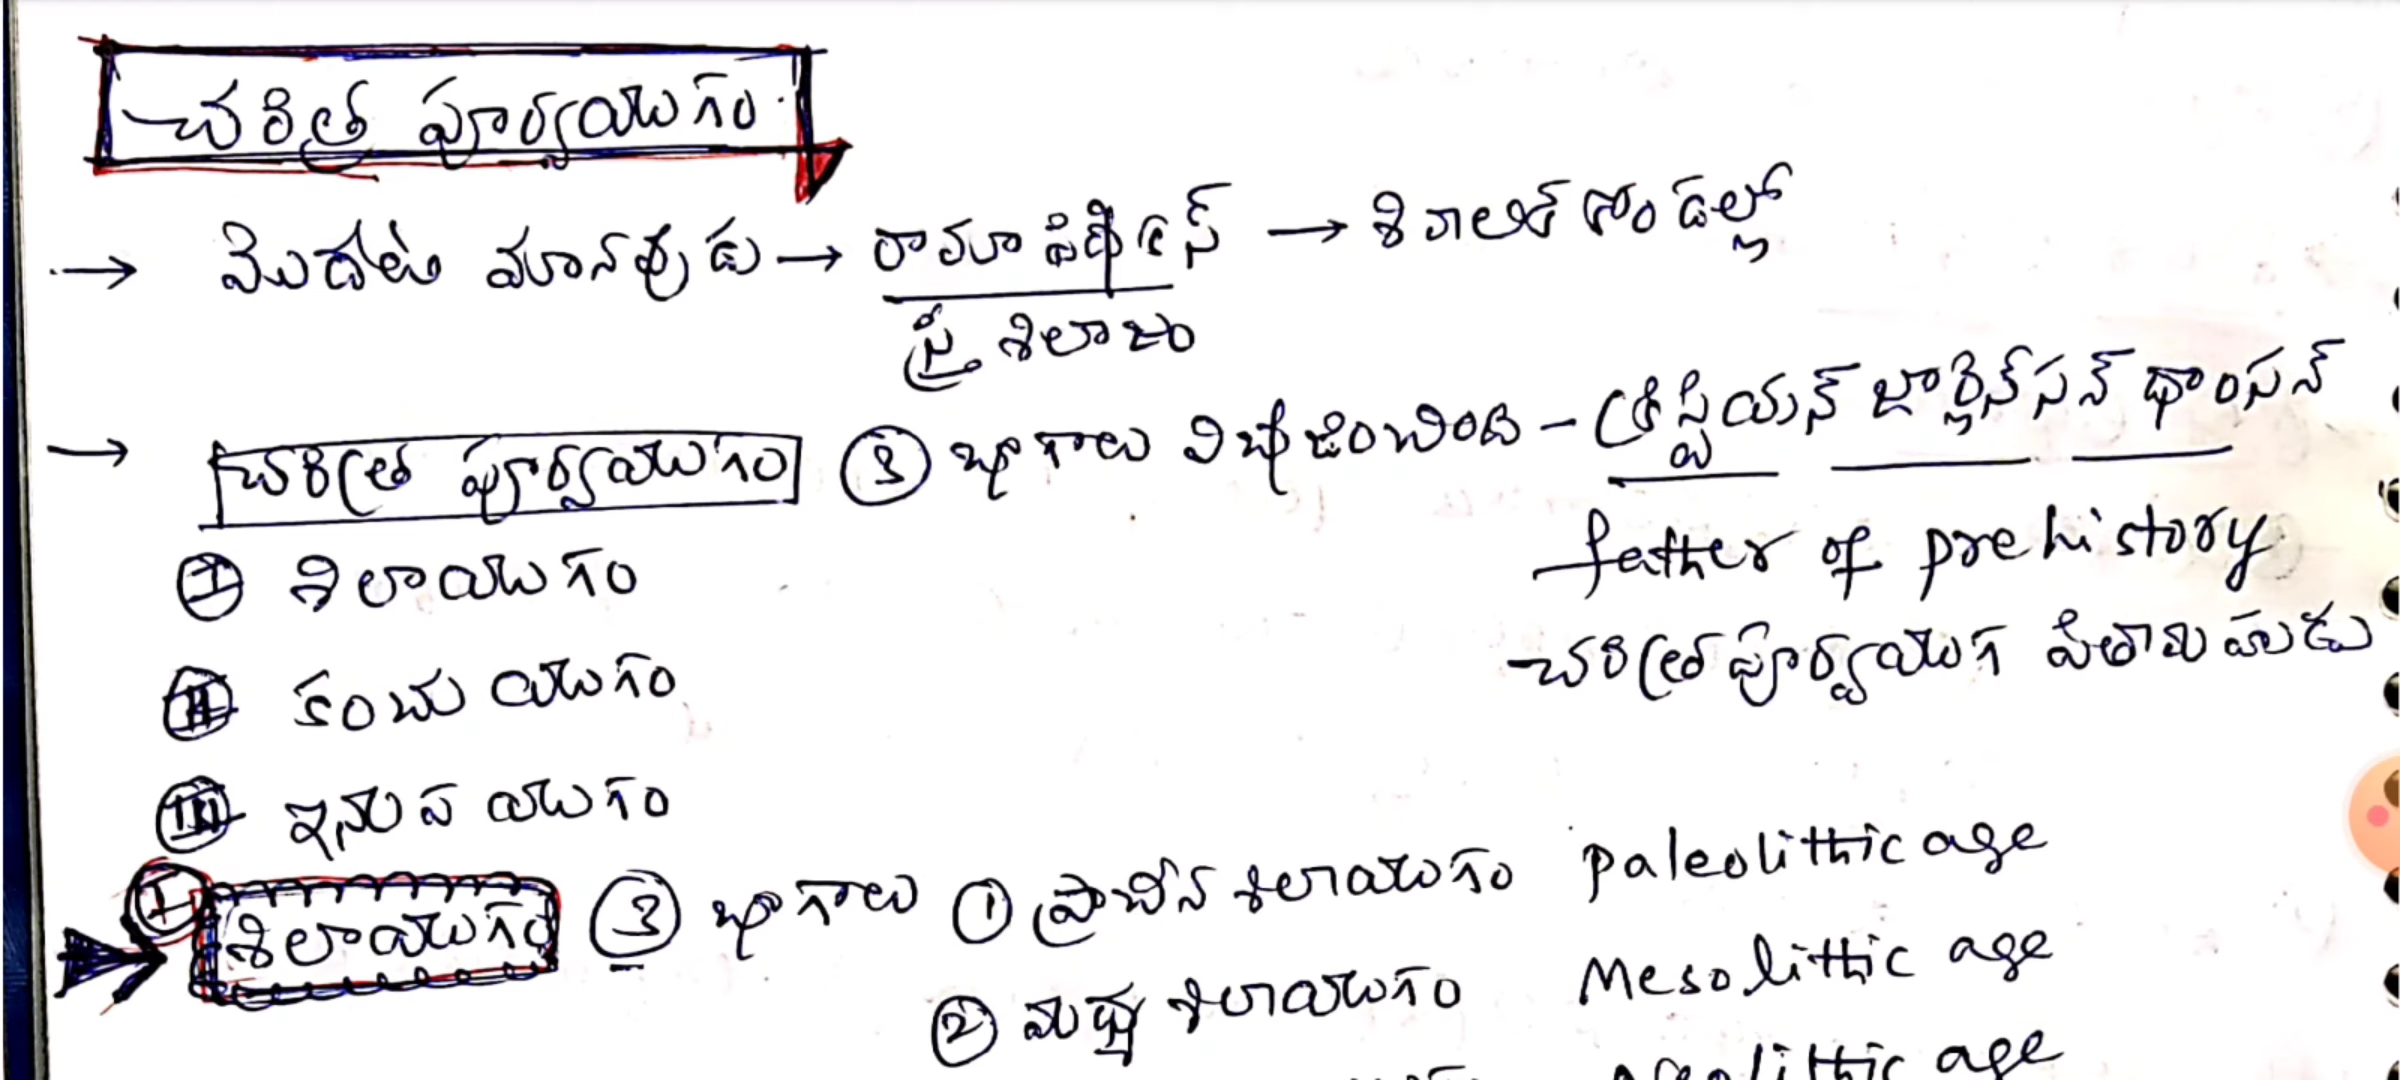 చరిత్ర పూర్వయుగం
→ మొదట మానవుడు → రామాపిథికస్ → శివాలిక్ కొండల్లో
స్త్రీ శిలాజం
→ చరిత్ర పూర్వయుగం ③ భాగాలు విభజించింది - క్రిస్టియన్ జార్లెన్సన్ థాంసన్
father of prehistory
చరిత్ర పూర్వయుగ పితామహుడు
Ⓘ శిలాయుగం
II కంచు యుగం
III ఇనుప యుగం
I శిలాయుగం ③ భాగాలు ① ప్రాచీన శిలాయుగం paleolithic age
② మధ్య శిలాయుగం Mesolithic age
age